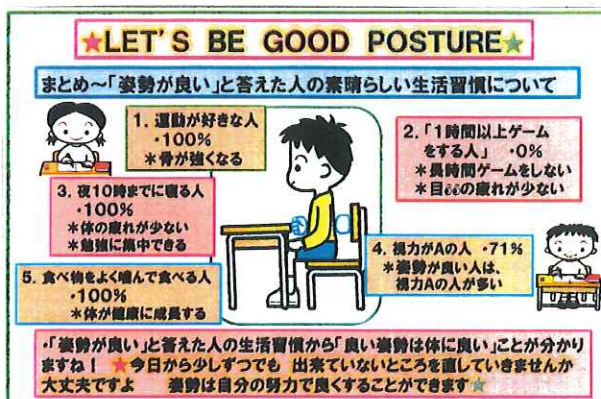 ★LET'S BE GOOD POSTURE★
まとめ～「姿勢が良い」と答えた人の素晴らしい生活習慣について
1. 運動が好きな人
・100%
＊骨が強くなる
2. 「1時間以上ゲーム
をする人」 ・0%
＊長時間ゲームをしない
＊目の疲れが少ない
3. 夜10時までに寝る人
・100%
＊体の疲れが少ない
＊勉強に集中できる
4. 視力がAの人 ・71%
＊姿勢が良い人は、
視力Aの人が多い
5. 食べ物をよく噛んで食べる人
・100%
＊体が健康に成長する
・「姿勢が良い」と答えた人の生活習慣から「良い姿勢は体に良い」ことが分かり
ますね！ ★今日から少しずつでも 出来ていないところを直していきませんか
大丈夫ですよ 姿勢は自分の努力で良くすることができます★